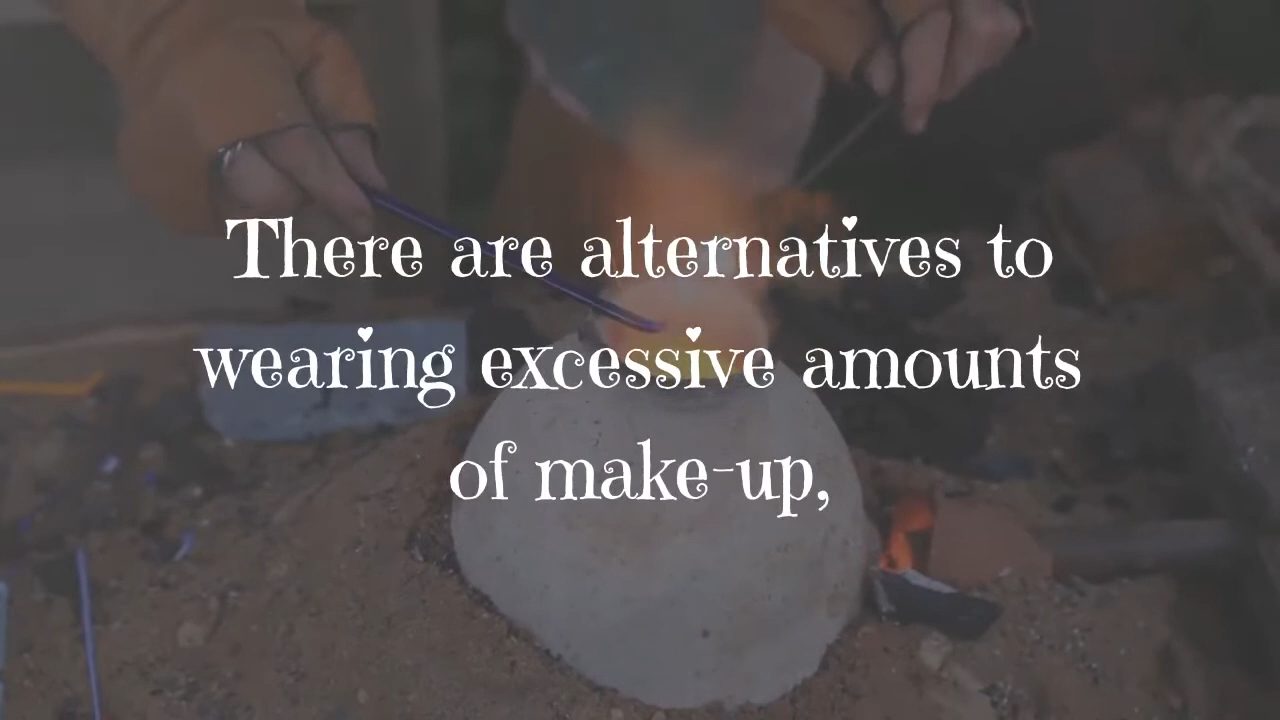 There are alternatives to
wearing excessive amounts
of make-up,